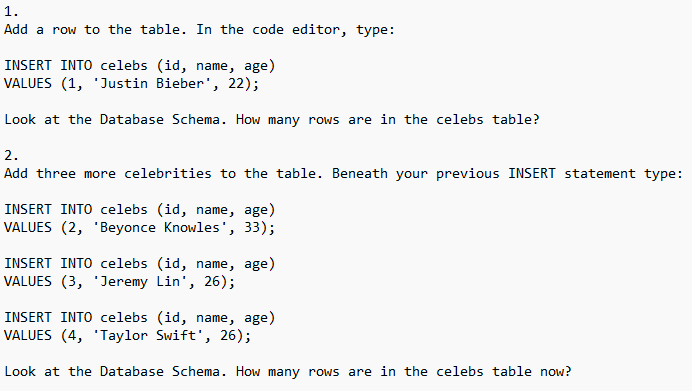 1.
Add a row to the table. In the code editor, type:
INSERT INTO celebs (id, name, age)
VALUES (1, 'Justin Bieber', 22);
Look at the Database Schema. How many rows are in the celebs table?
2.
Add three more celebrities to the table. Beneath your previous INSERT statement type:
INSERT INTO celebs (id, name, age)
VALUES (2, 'Beyonce Knowles', 33);
INSERT INTO celebs (id, name, age)
VALUES (3, 'Jeremy Lin', 26);
INSERT INTO celebs (id, name, age)
VALUES (4, 'Taylor Swift', 26);
Look at the Database Schema. How many rows are in the celebs table now?